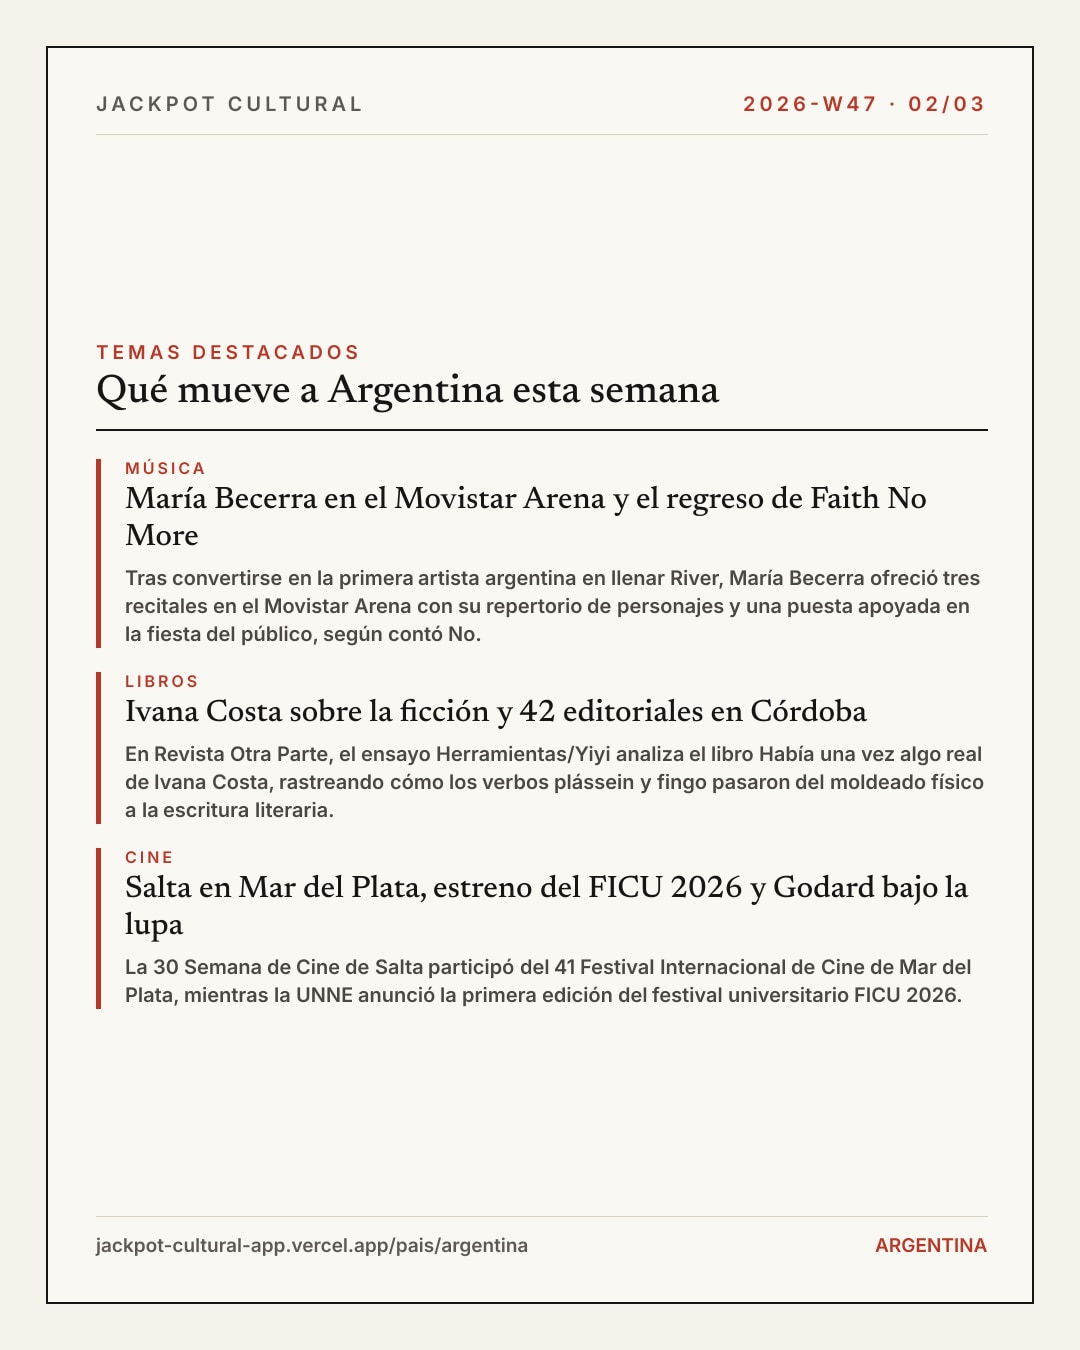 JACKPOT CULTURAL
2026-W47 · 02/03
TEMAS DESTACADOS
Qué mueve a Argentina esta semana
MÚSICA
María Becerra en el Movistar Arena y el regreso de Faith No
More
Tras convertirse en la primera artista argentina en llenar River, María Becerra ofreció tres
recitales en el Movistar Arena con su repertorio de personajes y una puesta apoyada en
la fiesta del público, según contó No.
LIBROS
Ivana Costa sobre la ficción y 42 editoriales en Córdoba
En Revista Otra Parte, el ensayo Herramientas/Yiyi analiza el libro Había una vez algo real
de Ivana Costa, rastreando cómo los verbos plássein y fingo pasaron del moldeado físico
a la escritura literaria.
CINE
Salta en Mar del Plata, estreno del FICU 2026 y Godard bajo la
lupa
La 30 Semana de Cine de Salta participó del 41 Festival Internacional de Cine de Mar del
Plata, mientras la UNNE anunció la primera edición del festival universitario FICU 2026.
jackpot-cultural-app.vercel.app/pais/argentina
ARGENTINA